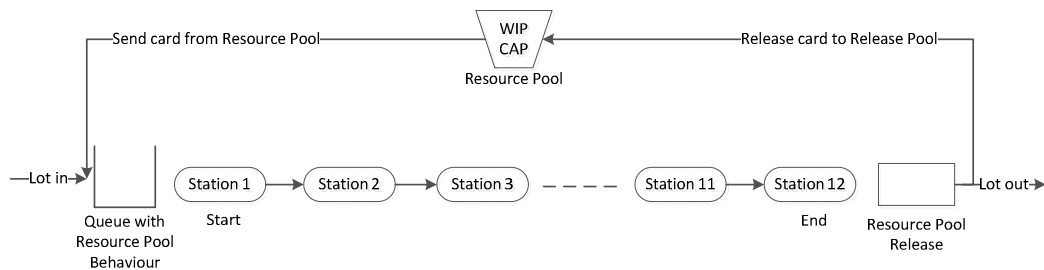 WIP
CAP
Send card from Resource Pool
Release card to Release Pool
Resource Pool
Lot in
Station 1
Station 2
Station 3
Station 11
Station 12
Lot out
Queue with
Resource Pool
Behaviour
Start
End
Resource Pool
Release